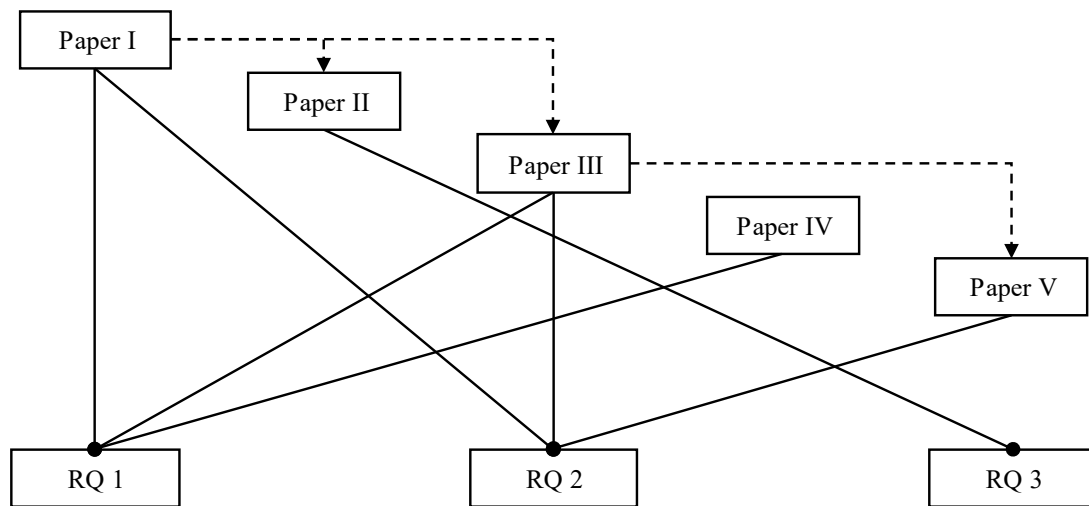 Paper I
Paper II
Paper III
Paper IV
Paper V
RQ 1
RQ 2
RQ 3